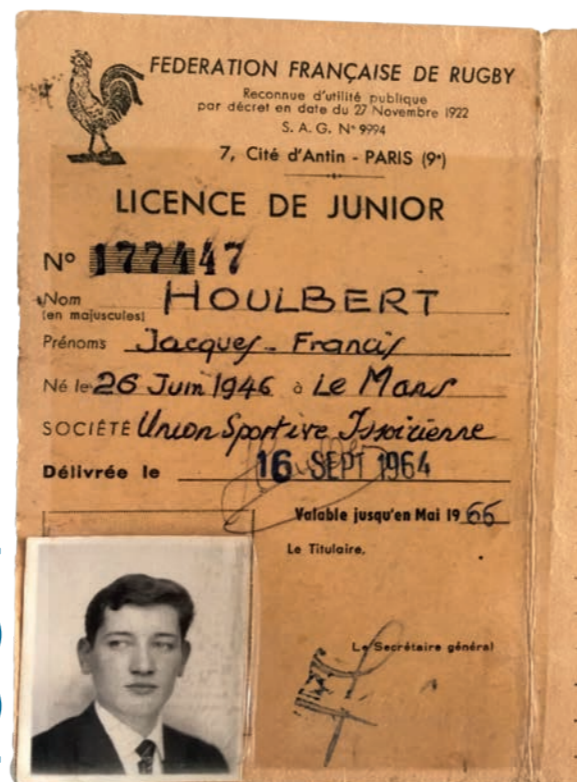 FEDERATION FRANÇAISE DE RUGBY
Reconnue d'utilité publique
par décret en date du 27 Novembre 1922
S. A. G. N° 9994
7, Cité d'Antin - PARIS (9e)
LICENCE DE JUNIOR
N° 177447
Nom HOULBERT
(en majuscules)
Prénoms Jacques - Francis
Né le 26 Juin 1946 à Le Mans
SOCIÉTÉ Union Sportive Issoirienne
Délivrée le 16 SEPT 1964
Valable jusqu'en Mai 1966
Le Titulaire,
Le Secrétaire général